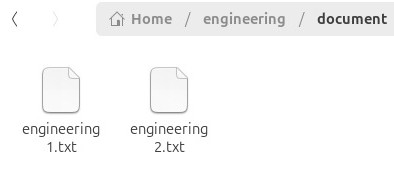 Home / engineering / document
engineering engineering
1.txt 2.txt